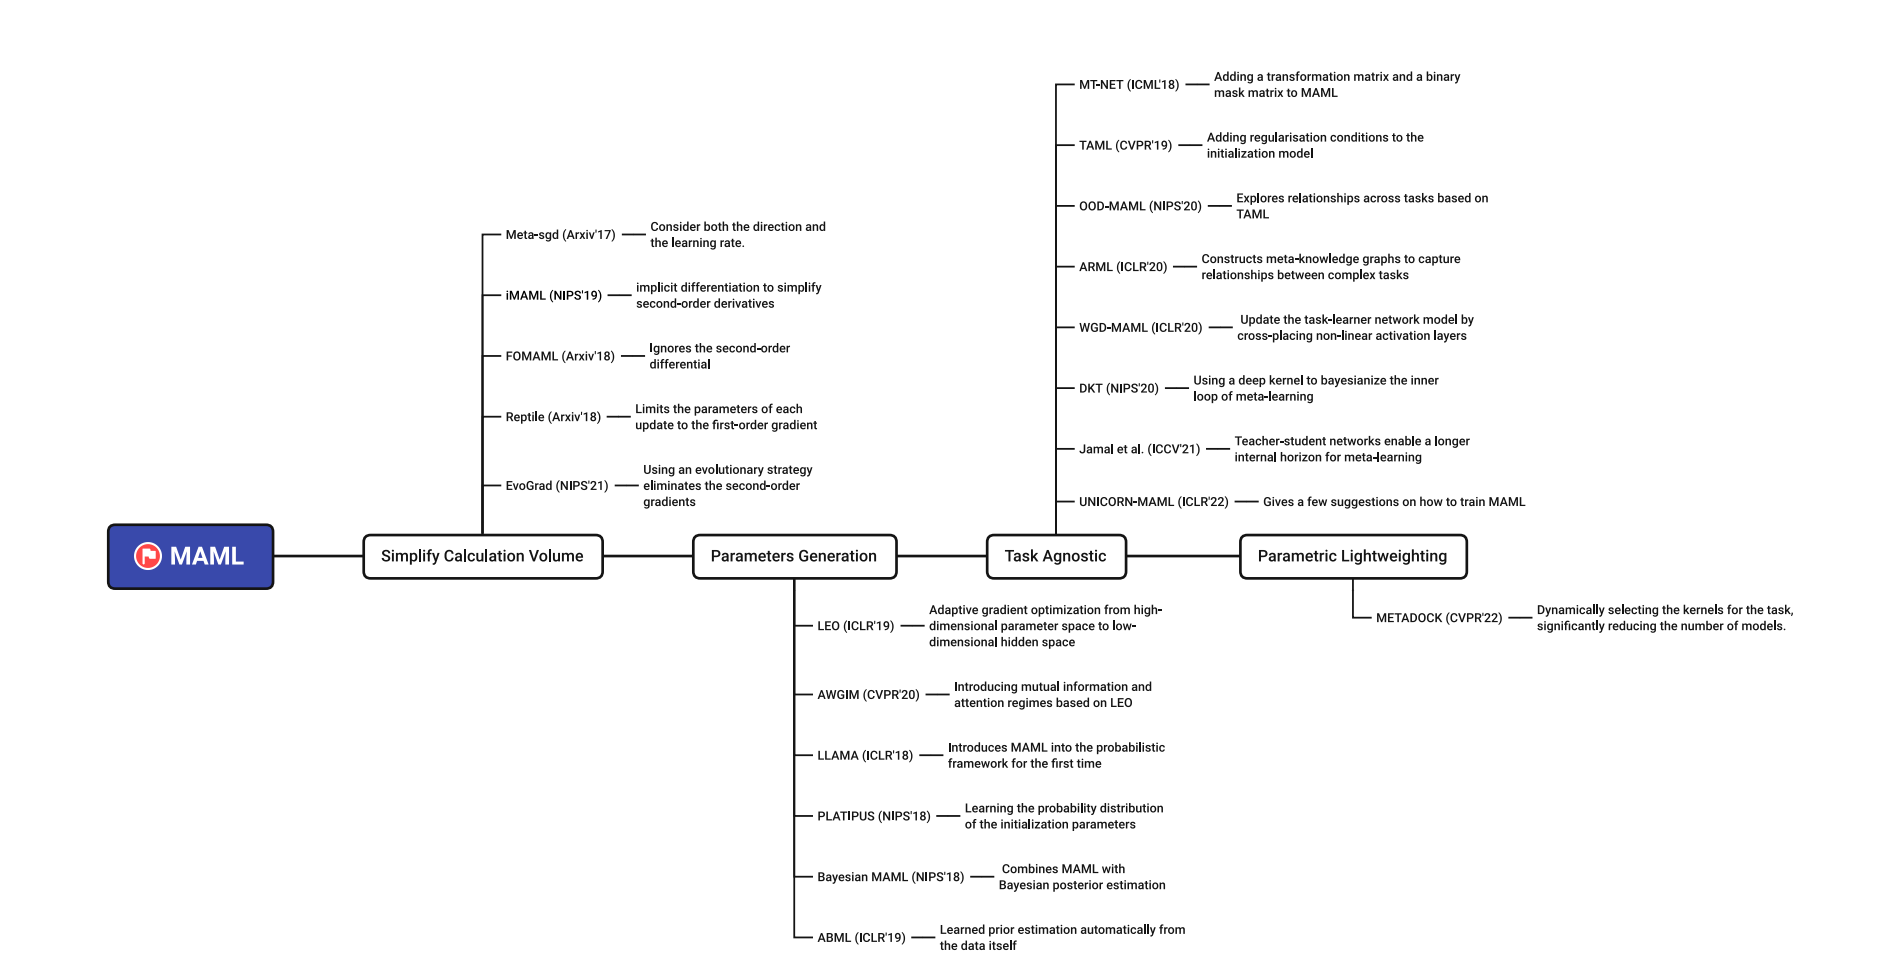 MT-NET (ICML'18)
Adding a transformation matrix and a binary
mask matrix to MAML
TAML (CVPR'19)
Adding regularisation conditions to the
initialization model
OOD-MAML (NIPS'20)
Explores relationships across tasks based on
TAML
ARML (ICLR'20)
Constructs meta-knowledge graphs to capture
relationships between complex tasks
WGD-MAML (ICLR'20)
Update the task-learner network model by
cross-placing non-linear activation layers
DKT (NIPS'20)
Using a deep kernel to bayesianize the inner
loop of meta-learning
Jamal et al. (ICCV'21)
Teacher-student networks enable a longer
internal horizon for meta-learning
UNICORN-MAML (ICLR'22)
Gives a few suggestions on how to train MAML
Meta-sgd (Arxiv'17)
Consider both the direction and
the learning rate.
iMAML (NIPS'19)
implicit differentiation to simplify
second-order derivatives
FOMAML (Arxiv'18)
Ignores the second-order
differential
Reptile (Arxiv'18)
Limits the parameters of each
update to the first-order gradient
EvoGrad (NIPS'21)
Using an evolutionary strategy
eliminates the second-order
gradients
MAML
Simplify Calculation Volume
Parameters Generation
Task Agnostic
Parametric Lightweighting
LEO (ICLR'19)
Adaptive gradient optimization from high-
dimensional parameter space to low-
dimensional hidden space
AWGIM (CVPR'20)
Introducing mutual information and
attention regimes based on LEO
LLAMA (ICLR'18)
Introduces MAML into the probabilistic
framework for the first time
PLATIPUS (NIPS'18)
Learning the probability distribution
of the initialization parameters
Bayesian MAML (NIPS'18)
Combines MAML with
Bayesian posterior estimation
ABML (ICLR'19)
Learned prior estimation automatically from
the data itself
METADOCK (CVPR'22)
Dynamically selecting the kernels for the task,
significantly reducing the number of models.